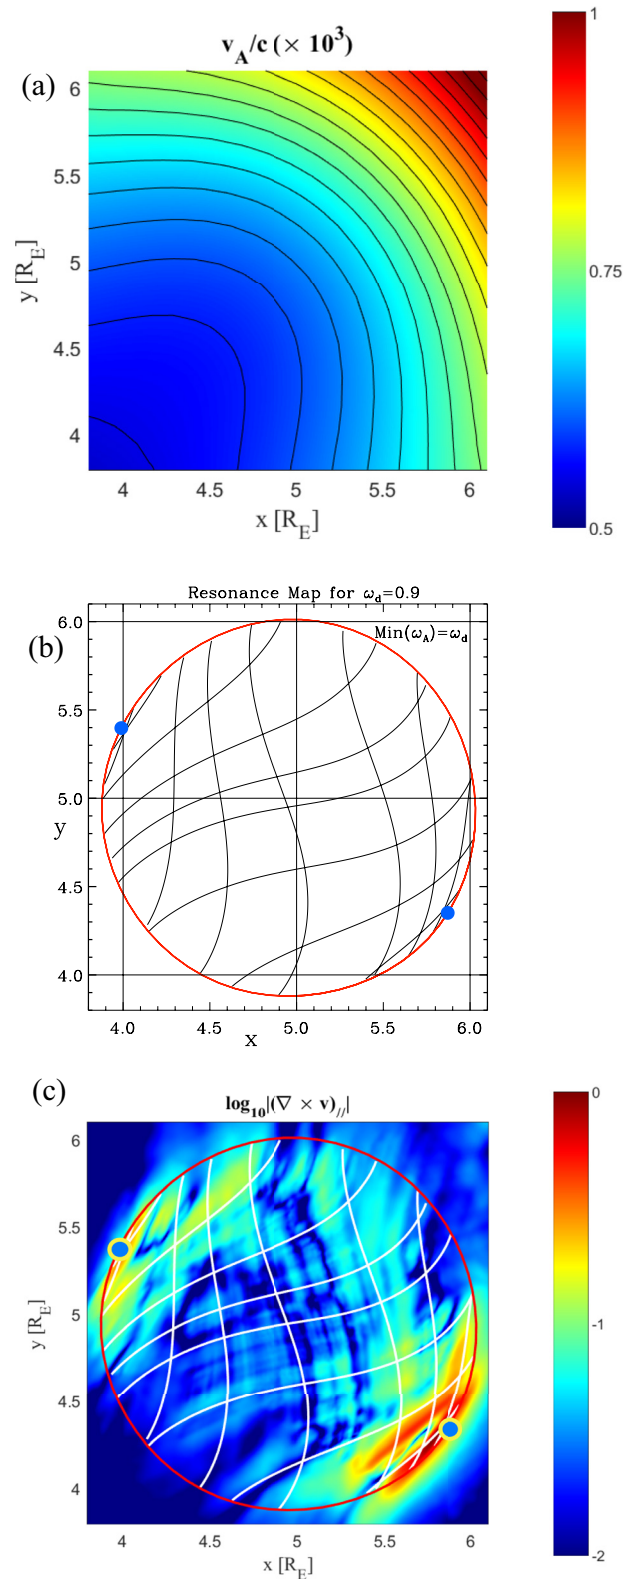 v_A/c (× 10^3)
(a)
1
0.75
0.5
6
5.5
5
4.5
4
y [R_E]
4 4.5 5 5.5 6
x [R_E]
Resonance Map for ω_d=0.9
(b)
Min(ω_A)=ω_d
6.0
5.5
5.0
4.5
4.0
y
4.0 4.5 5.0 5.5 6.0
x
(c)
log_10|(∇ × v)_//|
0
-1
-2
6
5.5
5
4.5
4
y [R_E]
4 4.5 5 5.5 6
x [R_E]